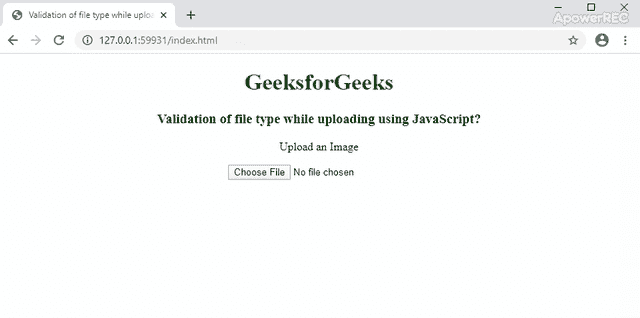 Validation of file type while uploa
ApowerREC
127.0.0.1:59931/index.html
GeeksforGeeks
Validation of file type while uploading using JavaScript?
Upload an Image
Choose File No file chosen